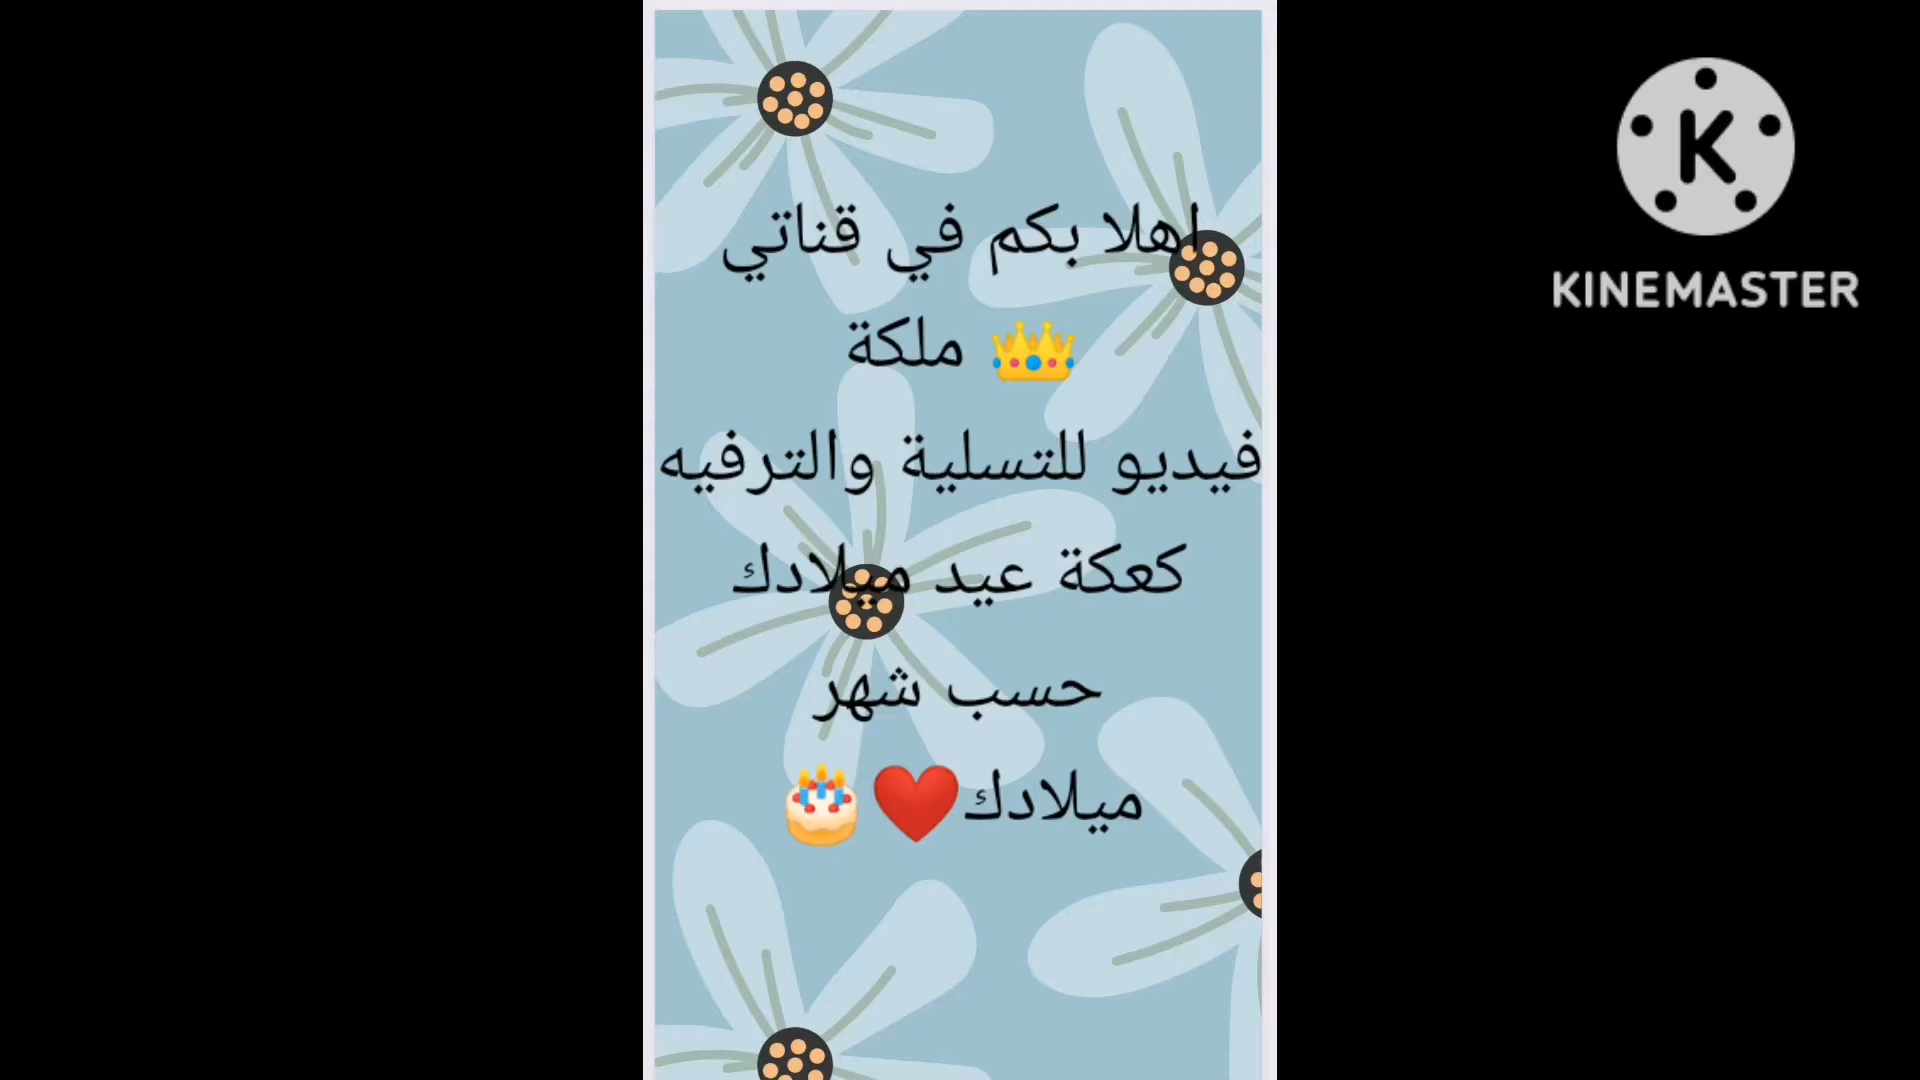 اهلا بكم في قناتي
👑 ملكة
فيديو للتسلية والترفيه
كعكة عيد ميلادك
حسب شهر
ميلادك❤️🎂
K
KINEMASTER